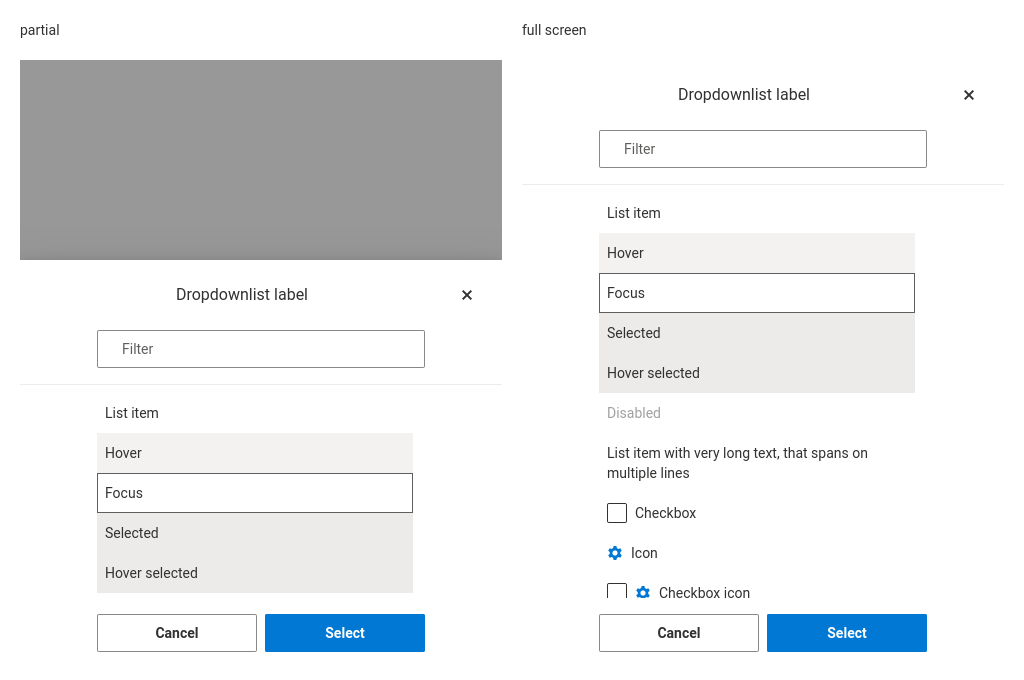 partial
Dropdownlist label
Filter
List item
Hover
Focus
Selected
Hover selected
Cancel
Select
full screen
Dropdownlist label
Filter
List item
Hover
Focus
Selected
Hover selected
Disabled
List item with very long text, that spans on
multiple lines
Checkbox
Icon
Checkbox icon
Cancel
Select